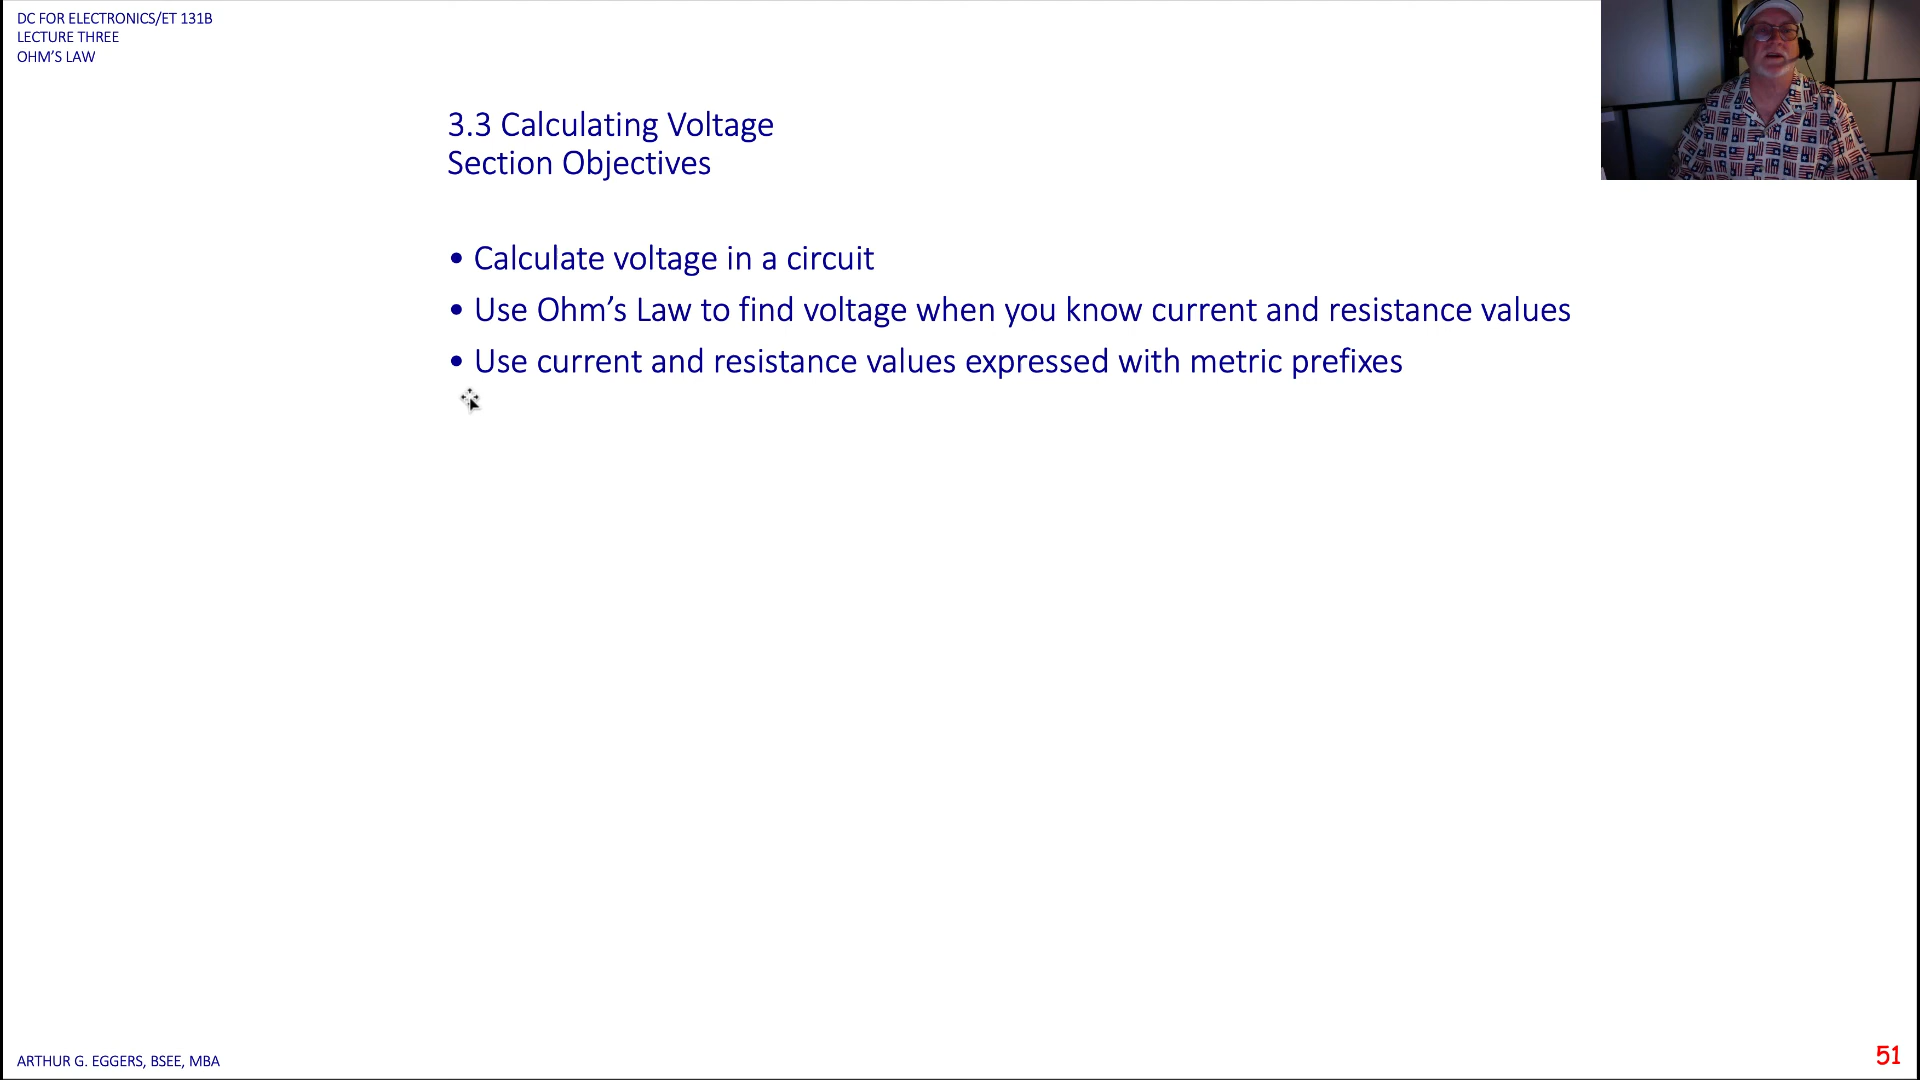 DC FOR ELECTRONICS/ET 131B
LECTURE THREE
OHM’S LAW
3.3 Calculating Voltage
Section Objectives
• Calculate voltage in a circuit
• Use Ohm’s Law to find voltage when you know current and resistance values
• Use current and resistance values expressed with metric prefixes
ARTHUR G. EGGERS, BSEE, MBA
51